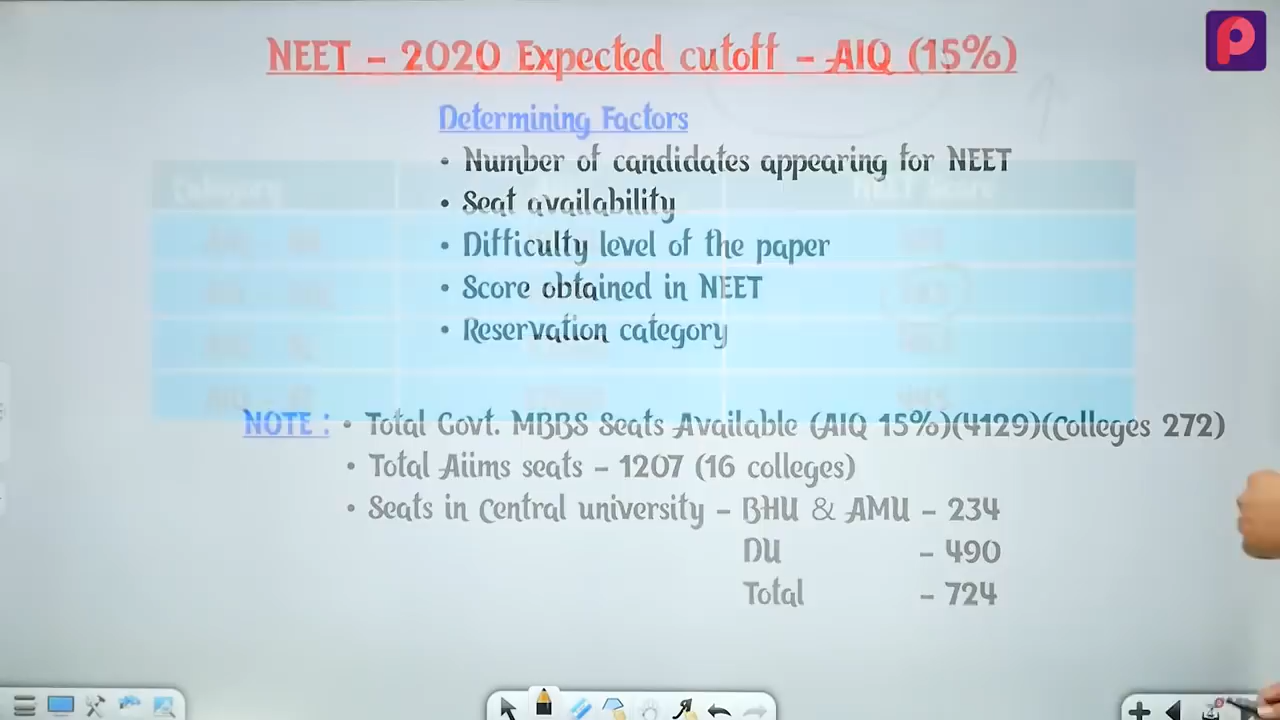 NEET - 2020 Expected cutoff - AIQ (15%)
Determining Factors
• Number of candidates appearing for NEET
• Seat availability
• Difficulty level of the paper
• Score obtained in NEET
• Reservation category
NOTE : • Total Govt. MBBS Seats Available (AIQ 15%)(4129)(Colleges 272)
• Total Aiims seats - 1207 (16 colleges)
• Seats in Central university - BHU & AMU - 234
DU - 490
Total - 724